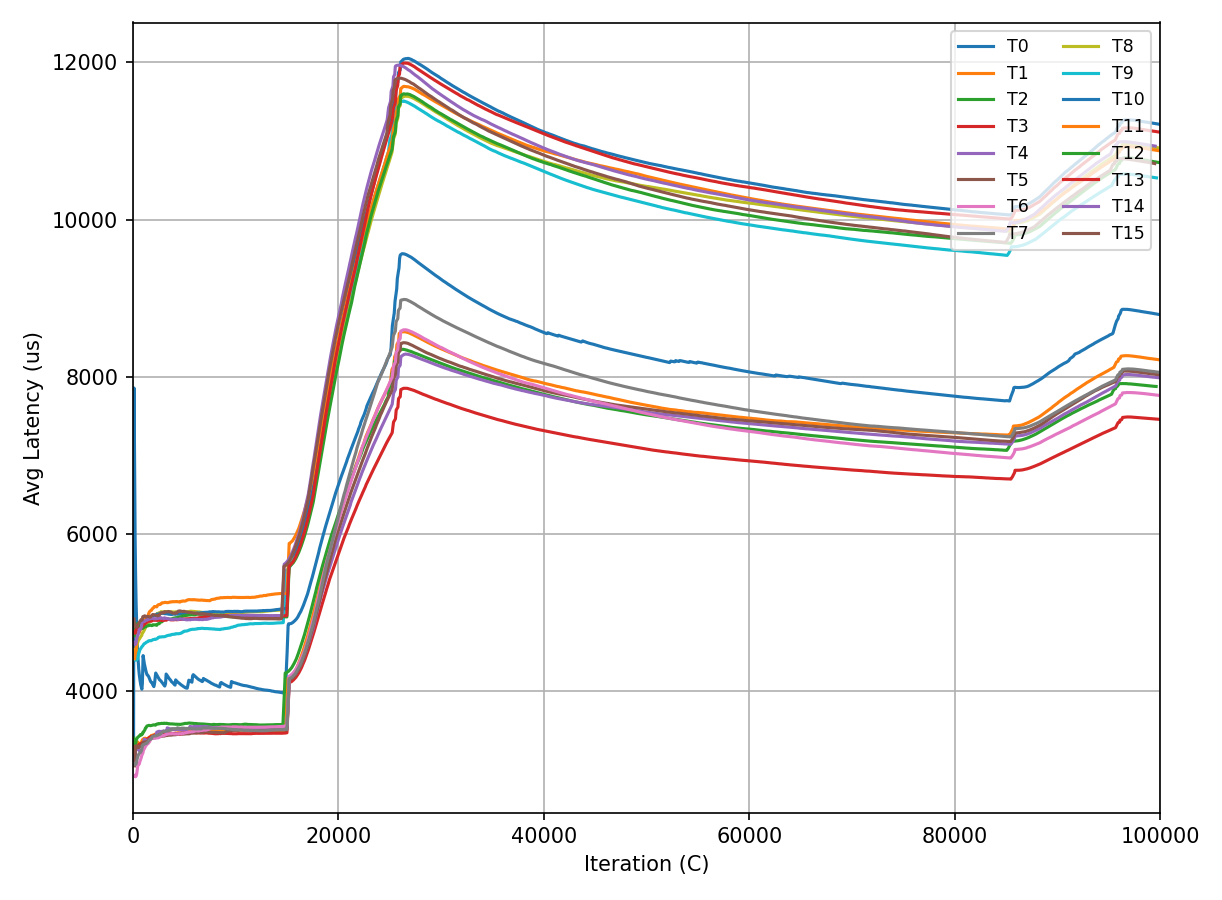 12000
10000
8000
6000
4000
Avg Latency (us)
0 20000 40000 60000 80000 100000
Iteration (C)
T0 T8
T1 T9
T2 T10
T3 T11
T4 T12
T5 T13
T6 T14
T7 T15